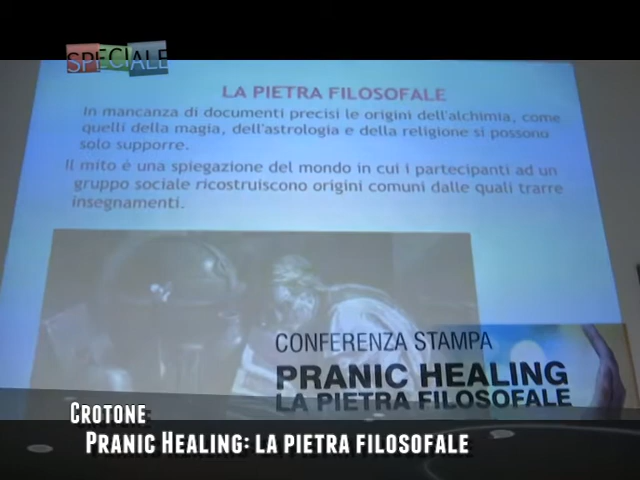 SPECIALE
LA PIETRA FILOSOFALE
In mancanza di documenti precisi le origini dell'alchimia, come
quelli della magia, dell'astrologia e della religione si possono
solo supporre.
Il mito è una spiegazione del mondo in cui i partecipanti ad un
gruppo sociale ricostruiscono origini comuni dalle quali trarre
insegnamenti.
CONFERENZA STAMPA
PRANIC HEALING
LA PIETRA FILOSOFALE
CROTONE
PRANIC HEALING: LA PIETRA FILOSOFALE